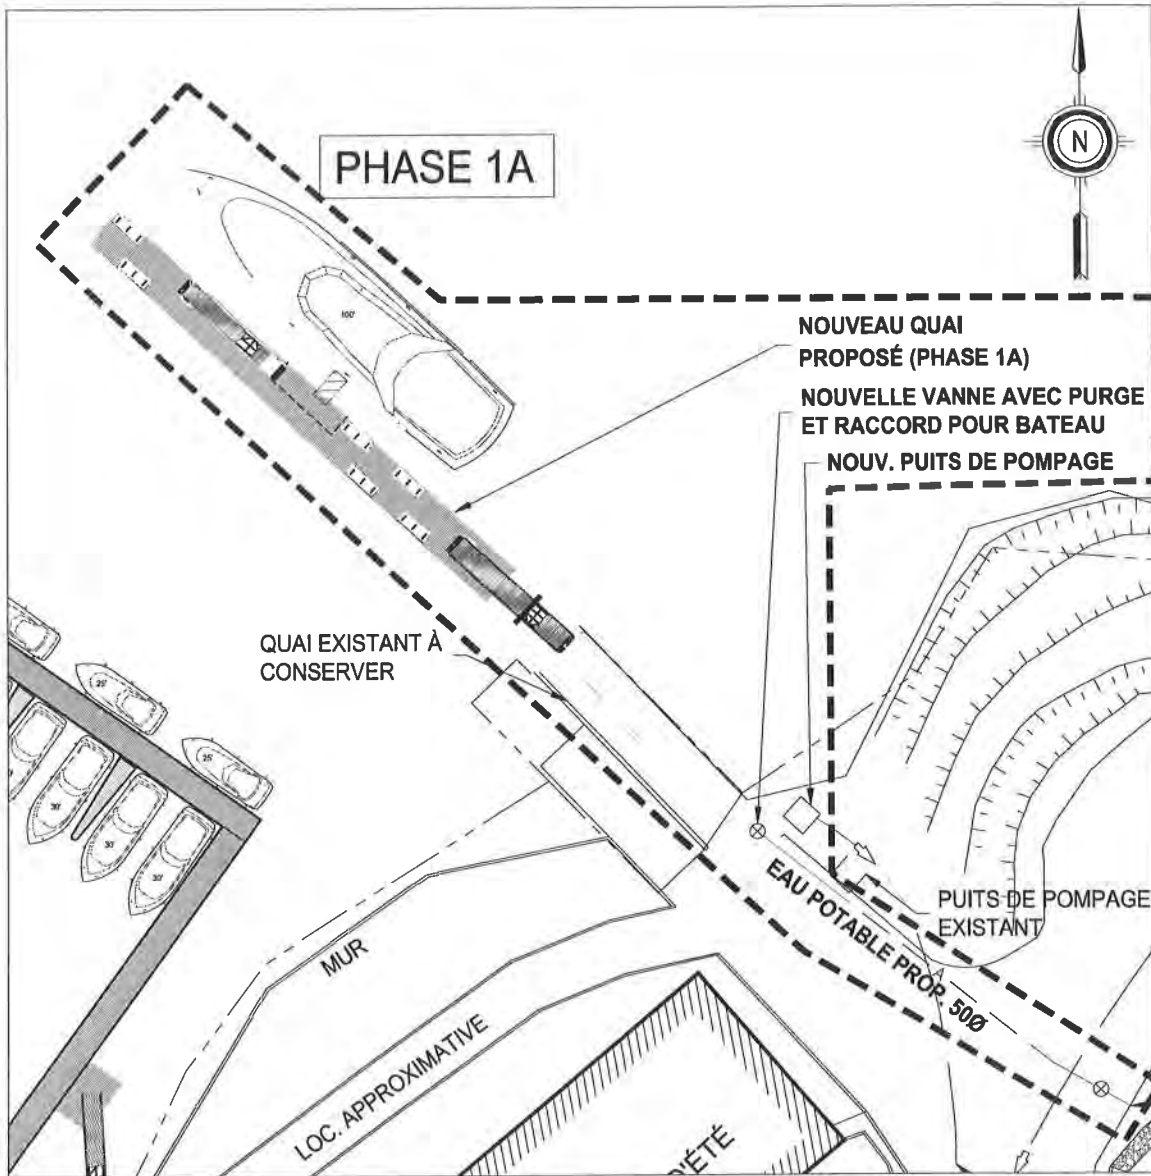 PHASE 1A
N
100'
NOUVEAU QUAI
PROPOSÉ (PHASE 1A)
NOUVELLE VANNE AVEC PURGE
ET RACCORD POUR BATEAU
NOUV. PUITS DE POMPAGE
QUAI EXISTANT À
CONSERVER
25'
25'
30'
30'
30'
EAU POTABLE PROP. 50Ø
PUITS DE POMPAGE
EXISTANT
MUR
LOC. APPROXIMATIVE
D'ÉTÉ